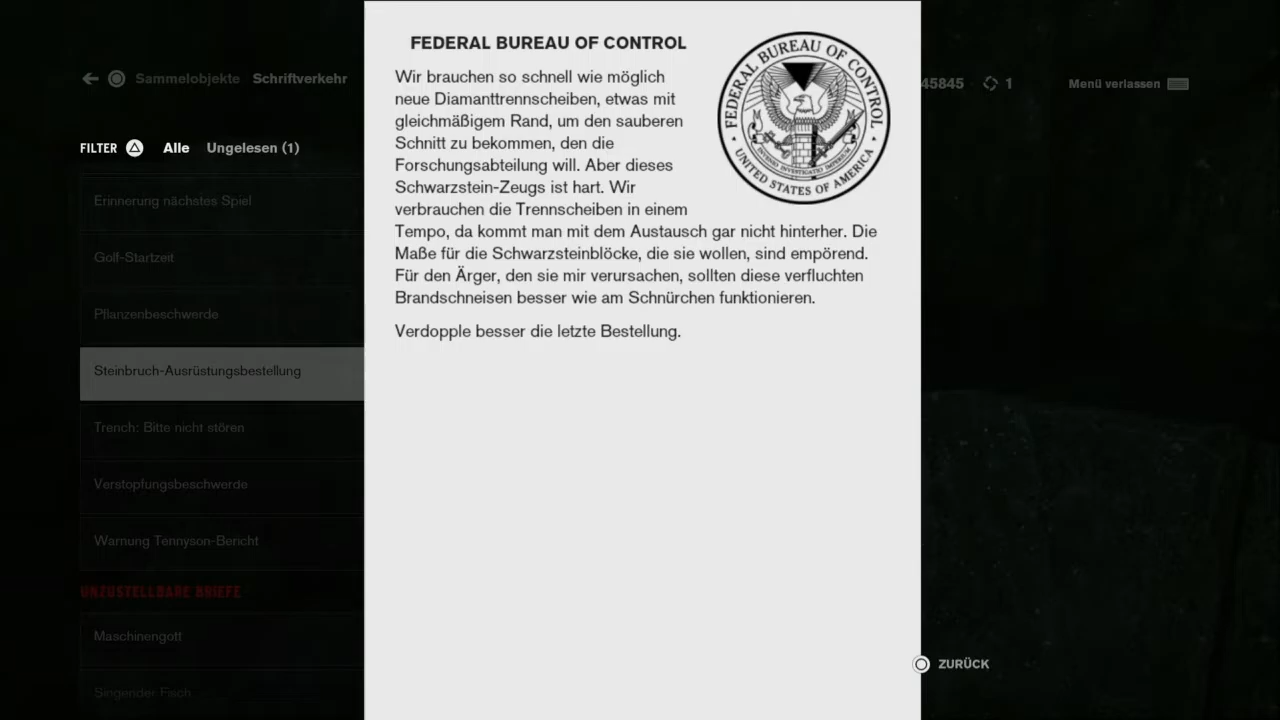 Sammelobjekte Schriftverkehr
45845 1
Menü verlassen
FILTER Alle Ungelesen (1)
Erinnerung nächstes Spiel
Golf-Startzeit
Pflanzenbeschwerde
Steinbruch-Ausrüstungsbestellung
Trench: Bitte nicht stören
Verstopfungsbeschwerde
Warnung Tennyson-Bericht
UNZUSTELLBARE BRIEFE
Maschinengott
Singender Fisch
FEDERAL BUREAU OF CONTROL
Wir brauchen so schnell wie möglich
neue Diamanttrennscheiben, etwas mit
gleichmäßigem Rand, um den sauberen
Schnitt zu bekommen, den die
Forschungsabteilung will. Aber dieses
Schwarzstein-Zeugs ist hart. Wir
verbrauchen die Trennscheiben in einem
Tempo, da kommt man mit dem Austausch gar nicht hinterher. Die
Maße für die Schwarzsteinblöcke, die sie wollen, sind empörend.
Für den Ärger, den sie mir verursachen, sollten diese verfluchten
Brandschneisen besser wie am Schnürchen funktionieren.
Verdopple besser die letzte Bestellung.
FEDERAL BUREAU OF CONTROL
UNITED STATES OF AMERICA
ZURÜCK